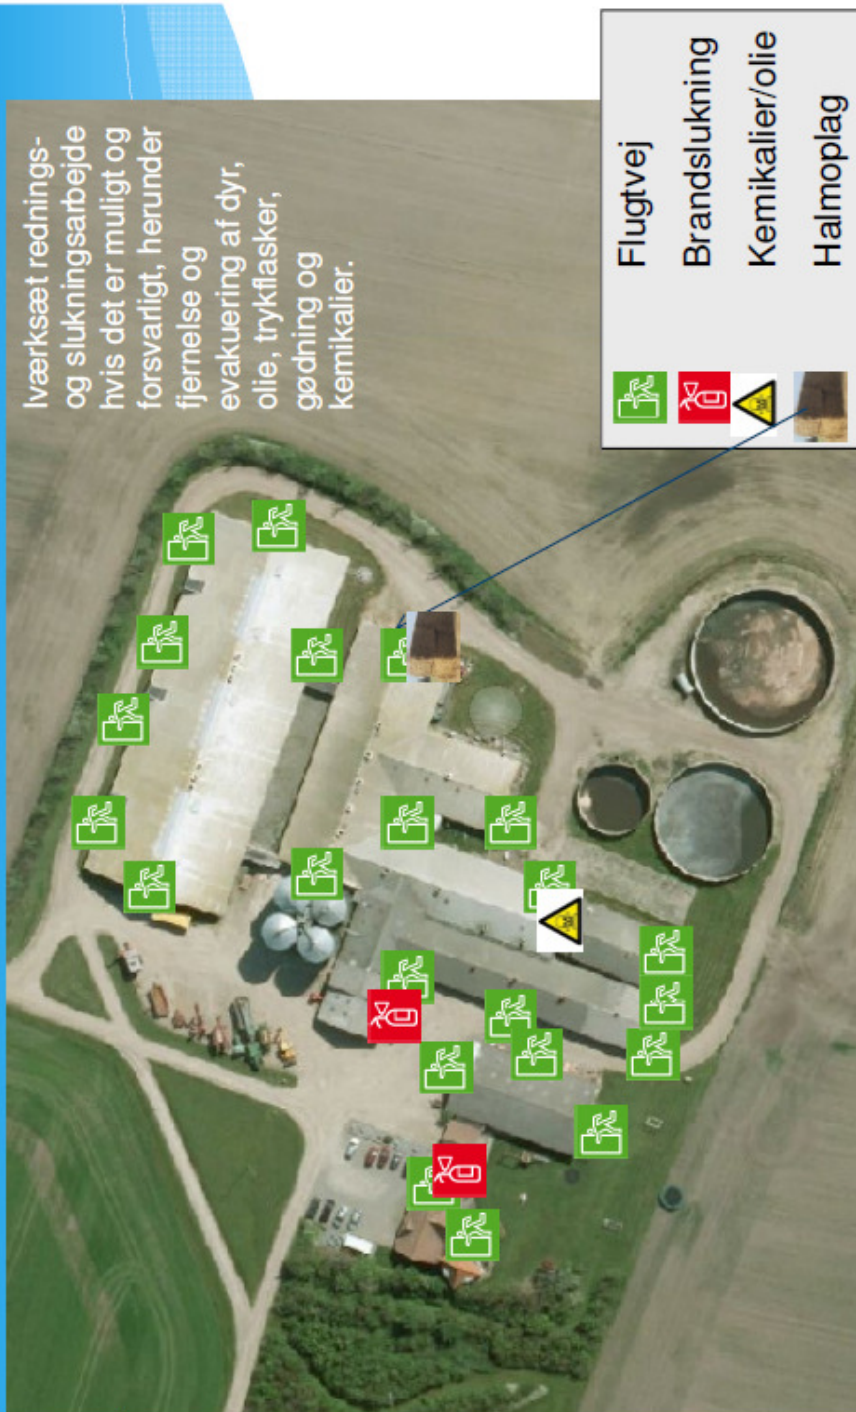 Iværksæt rednings-
og slukningsarbejde
hvis det er muligt og
forsvarligt, herunder
fjernelse og
evakuering af dyr,
olie, trykflasker,
gødning og
kemikalier.
Flugtvej
Brandslukning
Kemikalier/olie
Halmoplag